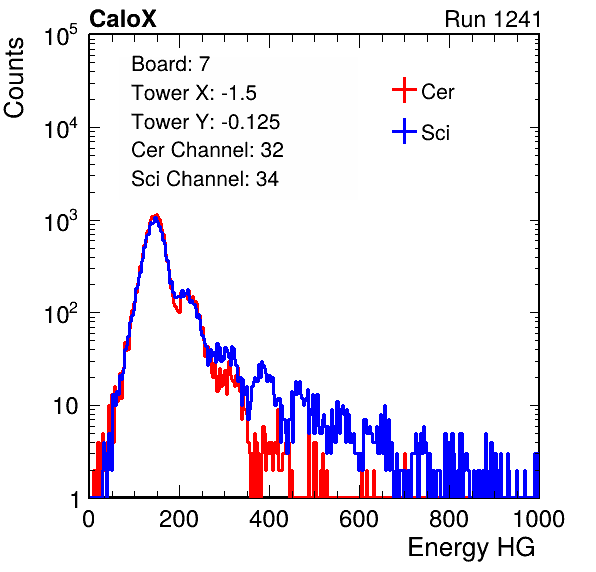 CaloX Run 1241
Board: 7
Tower X: -1.5
Tower Y: -0.125
Cer Channel: 32
Sci Channel: 34
Cer
Sci
Counts
10^5
10^4
10^3
10^2
10
1
0 200 400 600 800 1000
Energy HG